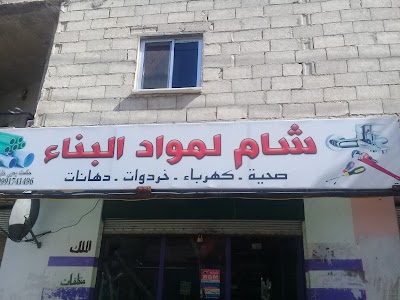 شام لمواد البناء
صحية . كهرباء . خردوات . دهانات